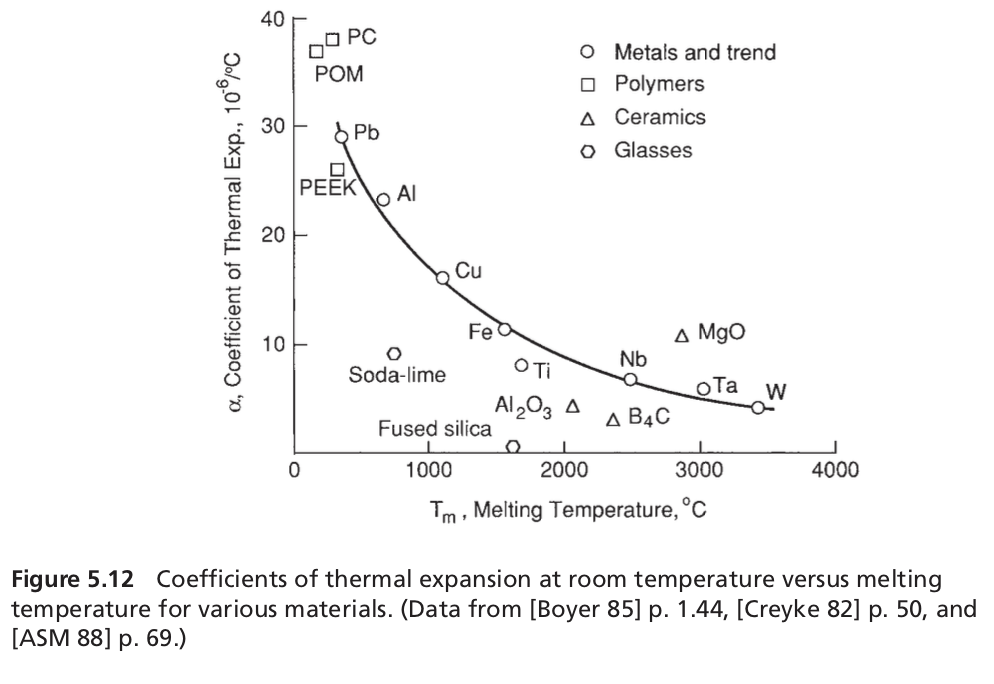 40
PC
POM
Metals and trend
Polymers
Ceramics
Glasses
30
Pb
PEEK
Al
20
Cu
10
Fe
Ti
Nb
MgO
Ta
W
Soda-lime
Al2O3
B4C
Fused silica
α, Coefficient of Thermal Exp., 10-6/ºC
0 1000 2000 3000 4000
Tm , Melting Temperature, ºC
Figure 5.12 Coefficients of thermal expansion at room temperature versus melting
temperature for various materials. (Data from [Boyer 85] p. 1.44, [Creyke 82] p. 50, and
[ASM 88] p. 69.)